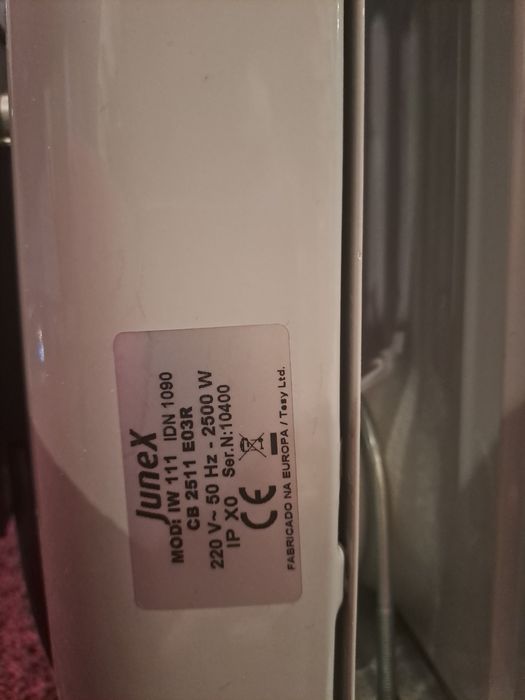 JuneX
MOD: IW 111 IDN 1090
CB 2511 E03R
220 V~ 50 Hz - 2500 W
IP X0 Ser.N:10400
CE
FABRICADO NA EUROPA / Tesy Ltd.